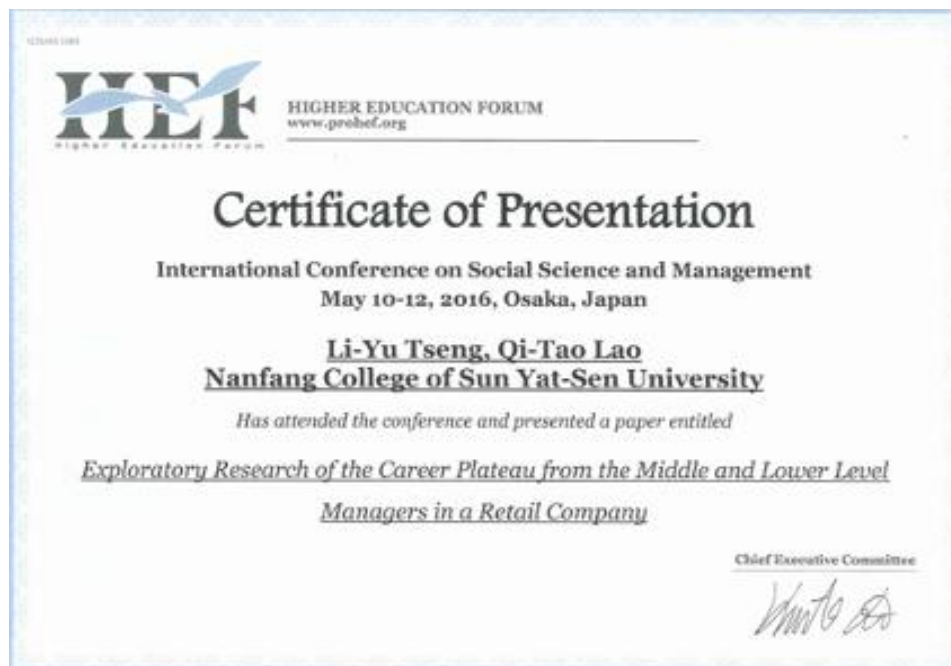 HEF
Higher Education Forum
HIGHER EDUCATION FORUM
www.prohef.org
Certificate of Presentation
International Conference on Social Science and Management
May 10-12, 2016, Osaka, Japan
Li-Yu Tseng, Qi-Tao Lao
Nanfang College of Sun Yat-Sen University
Has attended the conference and presented a paper entitled
Exploratory Research of the Career Plateau from the Middle and Lower Level
Managers in a Retail Company
Chief Executive Committee